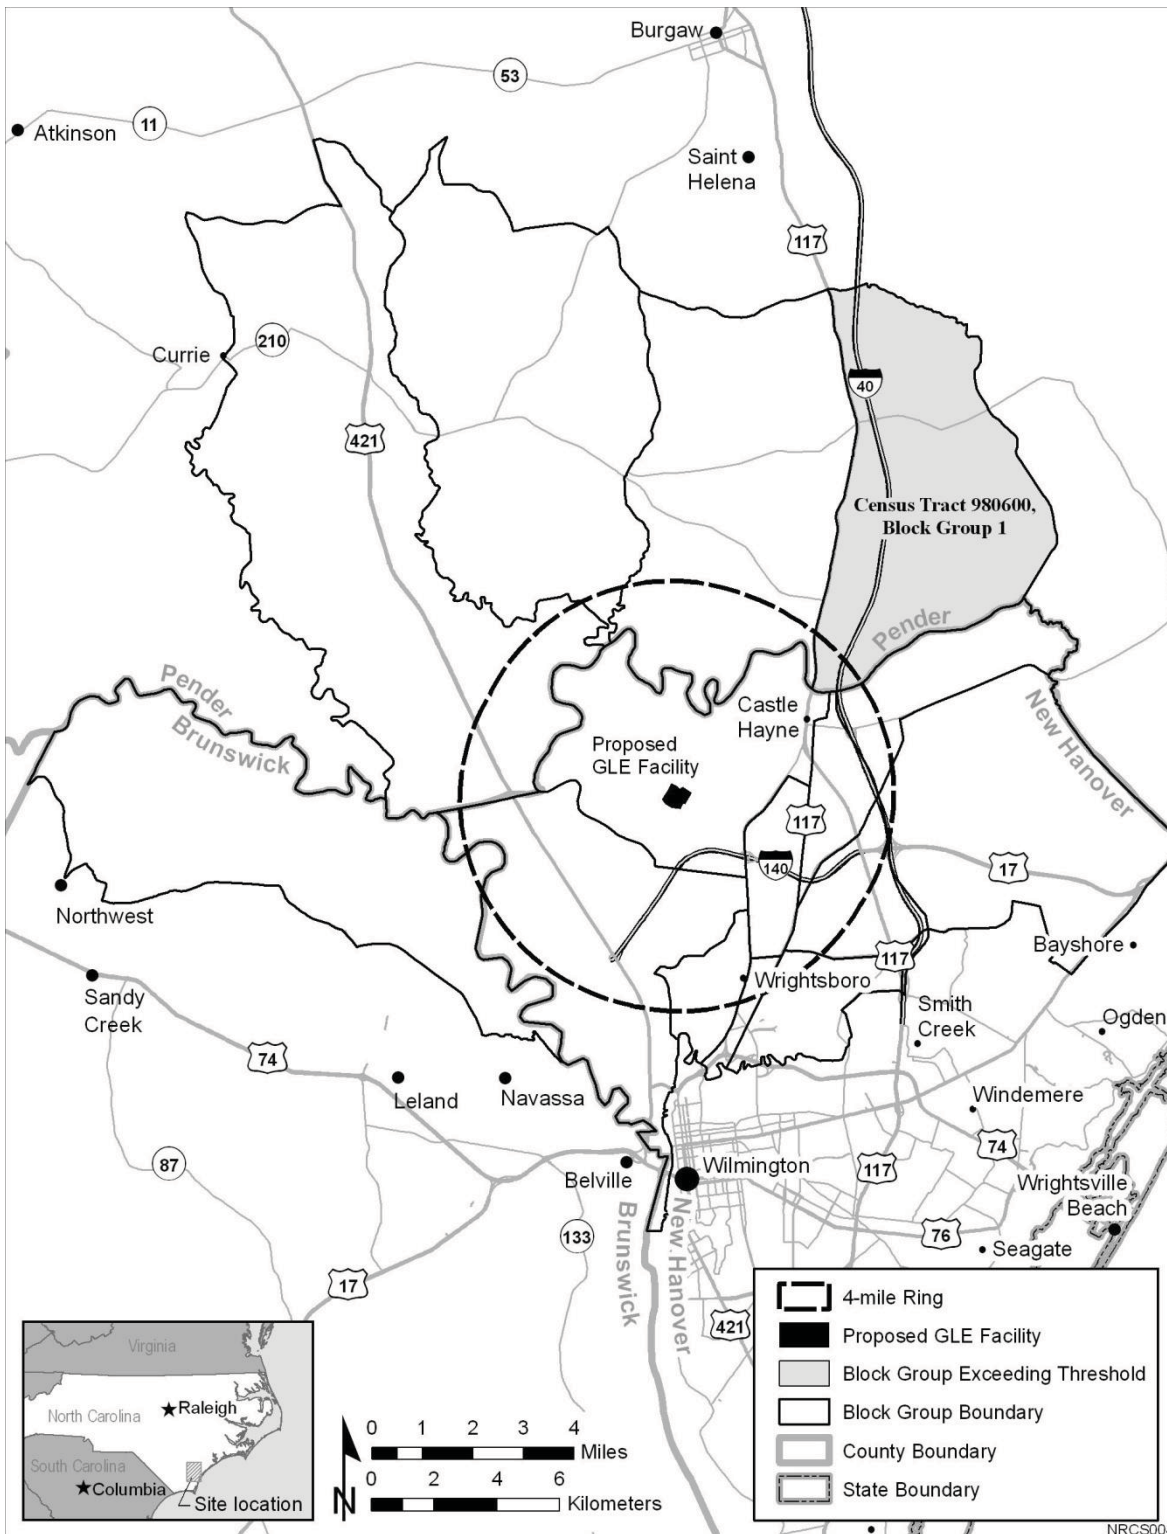 Burgaw
53
11
Atkinson
Saint
Helena
117
210
Currie
40
421
Census Tract 980600,
Block Group 1
Pender
Pender
Brunswick
Castle
Hayne
New Hanover
Proposed
GLE Facility
117
140
17
Northwest
Bayshore
117
Wrightsboro
Sandy
Creek
Smith
Creek
Ogden
74
Leland
Navassa
Windemere
74
87
Belville
Wilmington
117
Wrightsville
Beach
Brunswick
New Hanover
133
76
Seagate
17
421
4-mile Ring
Proposed GLE Facility
Block Group Exceeding Threshold
Block Group Boundary
County Boundary
State Boundary
Virginia
North Carolina
Raleigh
South Carolina
Columbia
Site location
N
0 1 2 3 4
Miles
0 2 4 6
Kilometers